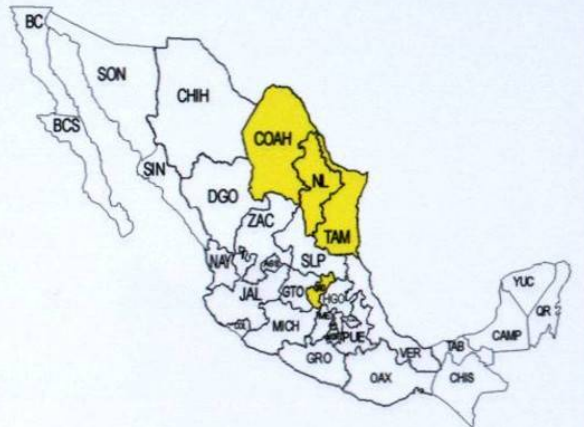 BC
SON
CHIH
COAH
BCS
SIN
NL
DGO
ZAC
TAM
NAY
SLP
JAL
GTO
HGO
MICH
PUE
GRO
VER
OAX
TAB
CHIS
CAMP
YUC
QR